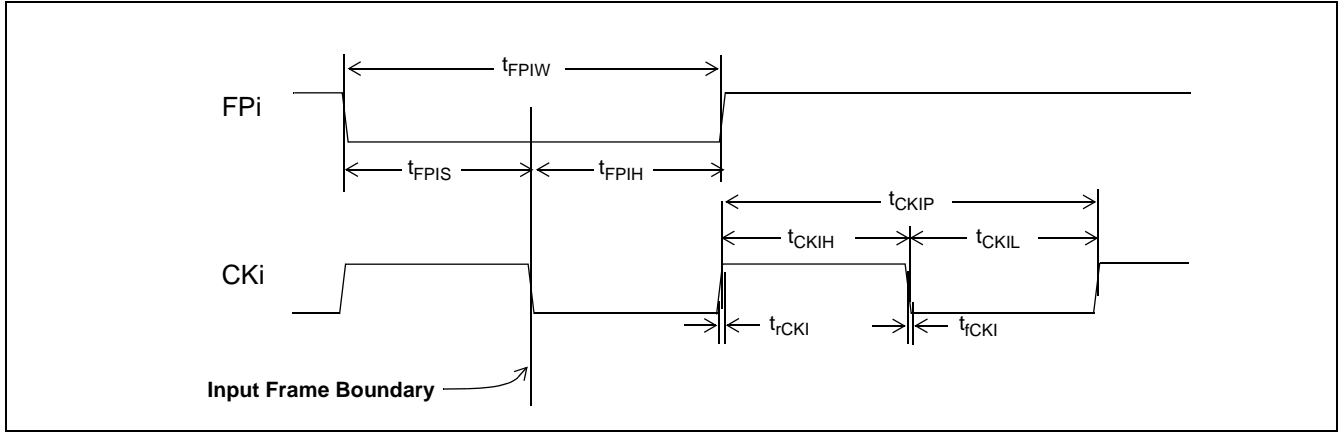 tFPIW
FPi
tFPIS
tFPIH
tCKIP
tCKIH
tCKIL
CKi
trCKI
tfCKI
Input Frame Boundary